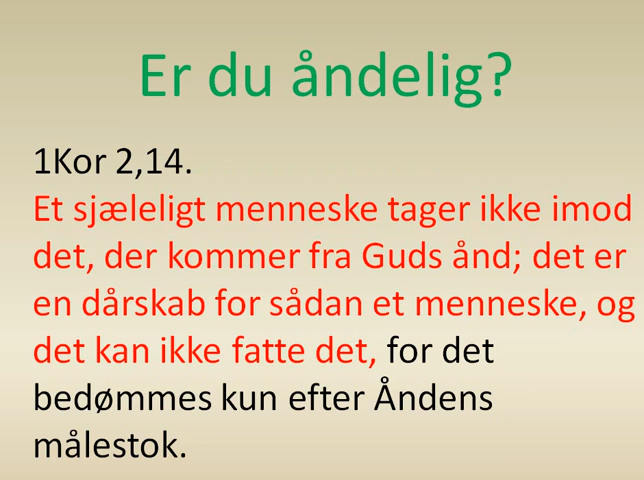 Er du åndelig?
1Kor 2,14.
Et sjæleligt menneske tager ikke imod
det, der kommer fra Guds ånd; det er
en dårskab for sådan et menneske, og
det kan ikke fatte det, for det
bedømmes kun efter Åndens
målestok.